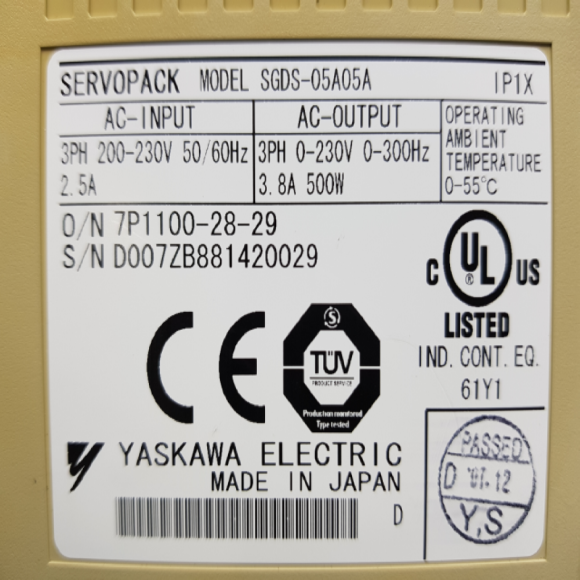 SERVOPACK MODEL SGDS-05A05A IP1X
AC-INPUT
3PH 200-230V 50/60Hz
2.5A
AC-OUTPUT
3PH 0-230V 0-300Hz
3.8A 500W
OPERATING
AMBIENT
TEMPERATURE
0-55℃
O/N 7P1100-28-29
S/N D007ZB881420029
C UL US
LISTED
IND. CONT. EQ.
61Y1
CE
S
TÜV
PRODUCT SERVICE
Production monitored
Type tested
YASKAWA ELECTRIC
MADE IN JAPAN
D
PASSED
D '07.12
Y,S